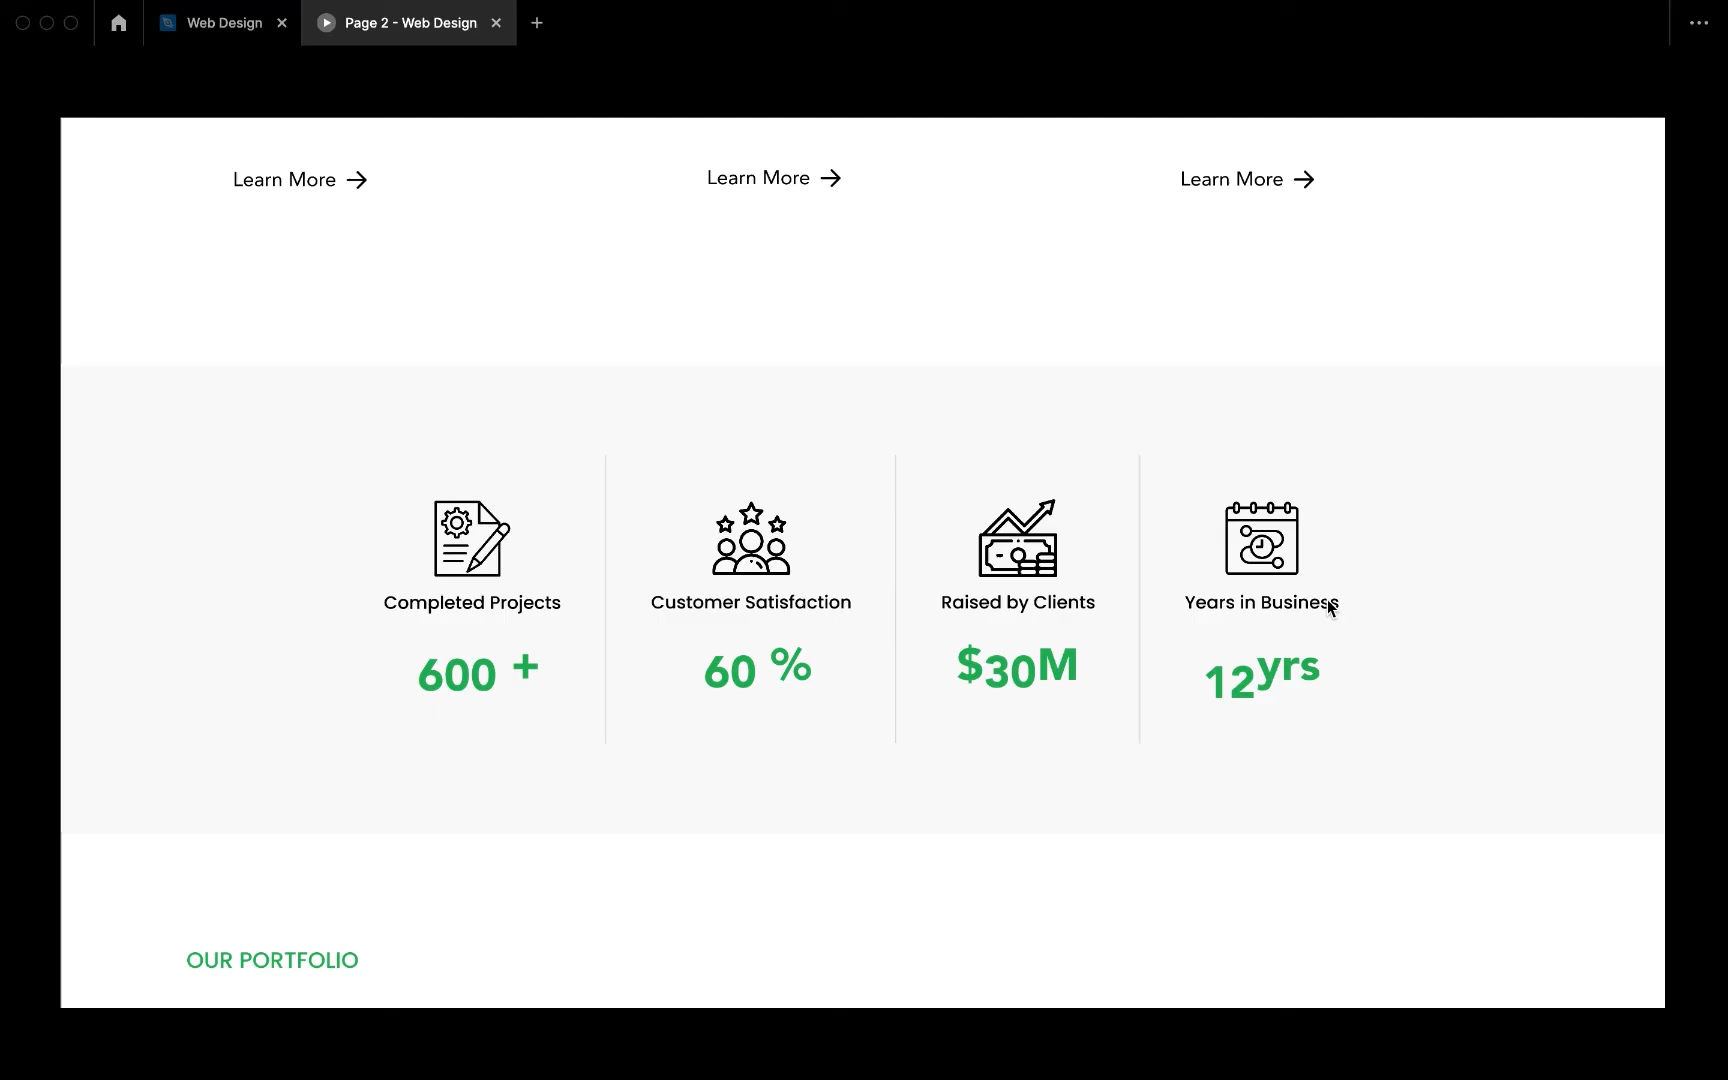 Web Design
Page 2 - Web Design
Learn More
Learn More
Learn More
Completed Projects
Customer Satisfaction
Raised by Clients
Years in Business
600 +
60 %
$30M
12yrs
OUR PORTFOLIO